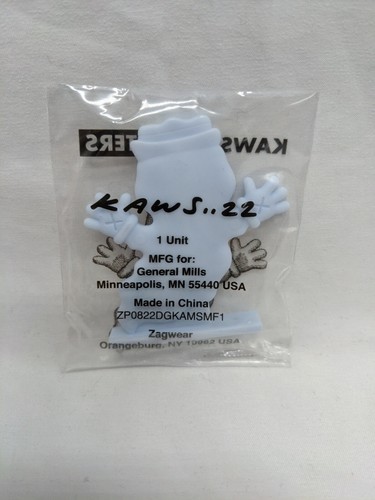 KAWS
TERS
KAWS..22
1 Unit
MFG for:
General Mills
Minneapolis, MN 55440 USA
Made in China
ZP0822DGKAMSMF1
Zagwear
Orangeburg, NY 10962 USA